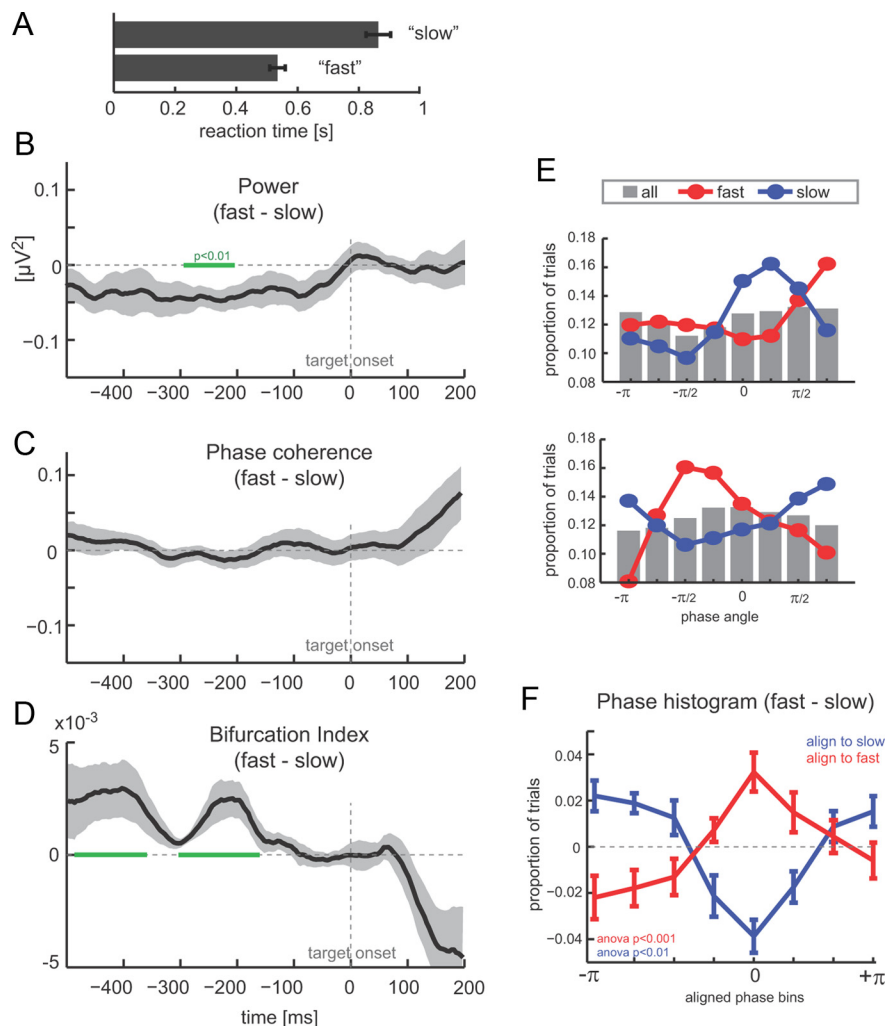 A
"slow"
"fast"
0 0.2 0.4 0.6 0.8 1
reaction time [s]
B
Power
(fast - slow)
0.1
0
−0.1
[µV²]
p<0.01
target onset
−400 −300 −200 −100 0 100 200
C
Phase coherence
(fast - slow)
0.1
0
−0.1
target onset
−400 −300 −200 −100 0 100 200
D
x10⁻³
Bifurcation Index
(fast - slow)
5
0
-5
target onset
−400 −300 −200 −100 0 100 200
time [ms]
E
all fast slow
0.18
0.16
0.14
0.12
0.10
0.08
proportion of trials
-π -π/2 0 π/2
0.18
0.16
0.14
0.12
0.10
0.08
proportion of trials
-π -π/2 0 π/2
phase angle
F
Phase histogram (fast - slow)
align to slow
align to fast
0.04
0.02
0
−0.02
−0.04
proportion of trials
anova p<0.001
anova p<0.01
-π 0 +π
aligned phase bins